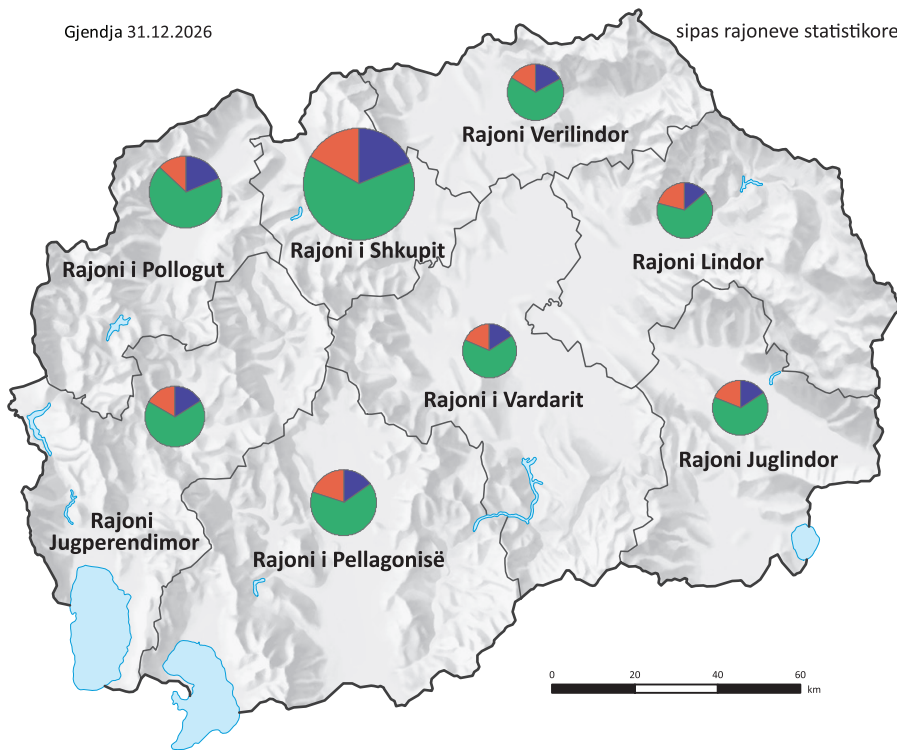 Gjendja 31.12.2026
sipas rajoneve statistikore
Rajoni Verilindor
Rajoni i Shkupit
Rajoni i Pollogut
Rajoni Lindor
Rajoni i Vardarit
Rajoni Juglindor
Rajoni
Jugperendimor
Rajoni i Pellagonisë
0 20 40 60
km